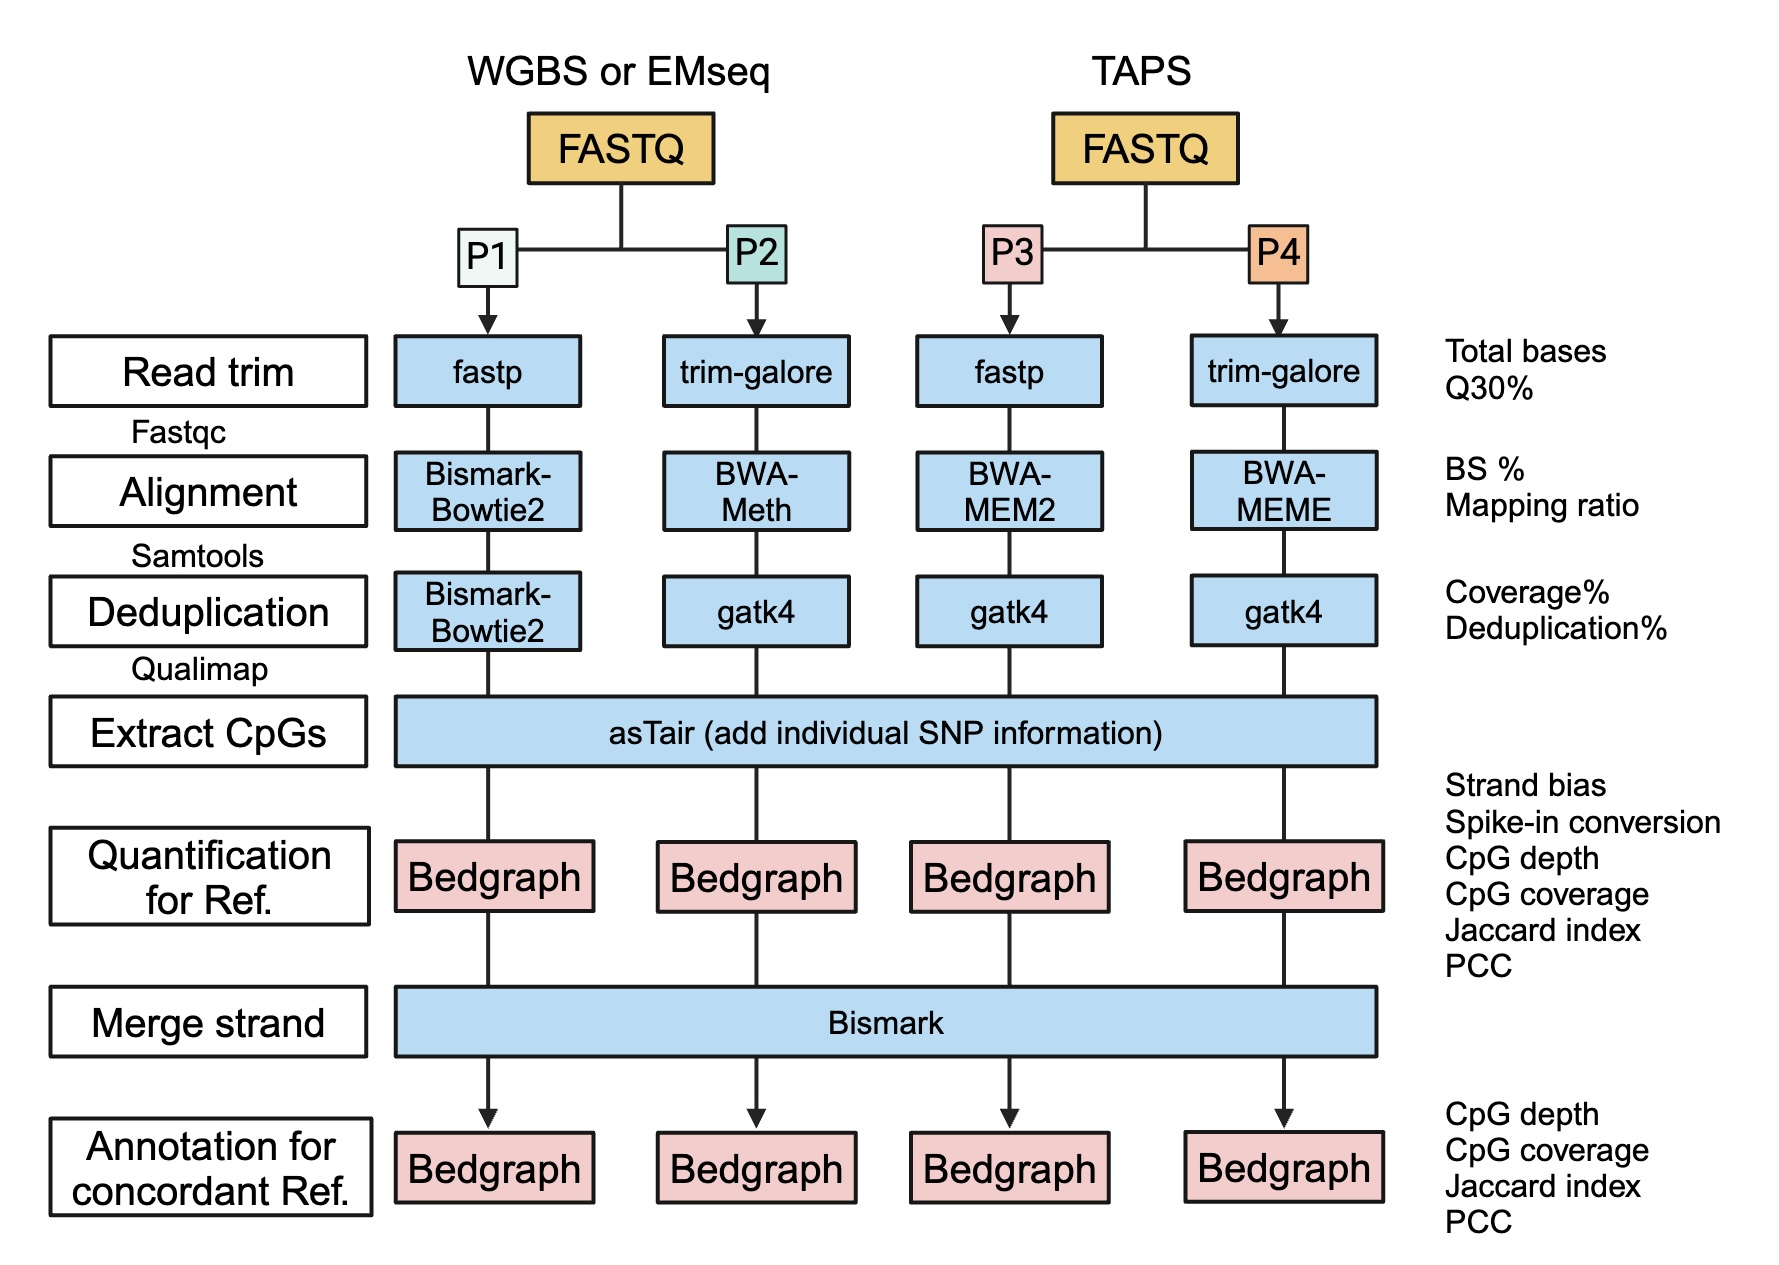 WGBS or EMseq
TAPS
FASTQ
FASTQ
P1
P2
P3
P4
Read trim
fastp
trim-galore
fastp
trim-galore
Total bases
Q30%
Fastqc
Alignment
Bismark-
Bowtie2
BWA-
Meth
BWA-
MEM2
BWA-
MEME
BS %
Mapping ratio
Samtools
Deduplication
Bismark-
Bowtie2
gatk4
gatk4
gatk4
Coverage%
Deduplication%
Qualimap
Extract CpGs
asTair (add individual SNP information)
Quantification
for Ref.
Bedgraph
Bedgraph
Bedgraph
Bedgraph
Strand bias
Spike-in conversion
CpG depth
CpG coverage
Jaccard index
PCC
Merge strand
Bismark
Annotation for
concordant Ref.
Bedgraph
Bedgraph
Bedgraph
Bedgraph
CpG depth
CpG coverage
Jaccard index
PCC